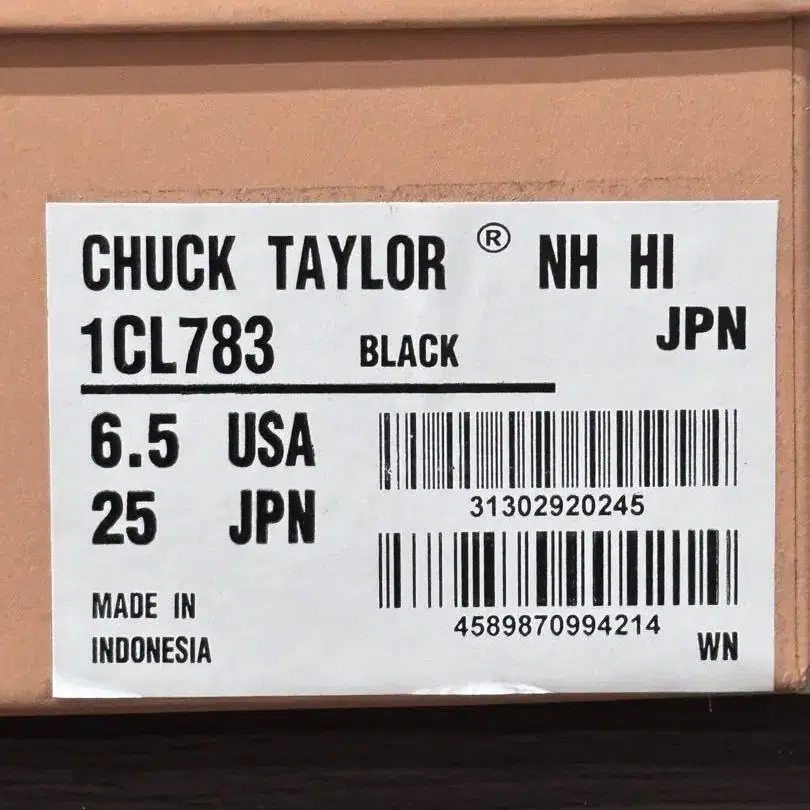 CHUCK TAYLOR ® NH HI
JPN
1CL783 BLACK
6.5 USA
25 JPN
31302920245
4589870994214
MADE IN
INDONESIA
WN